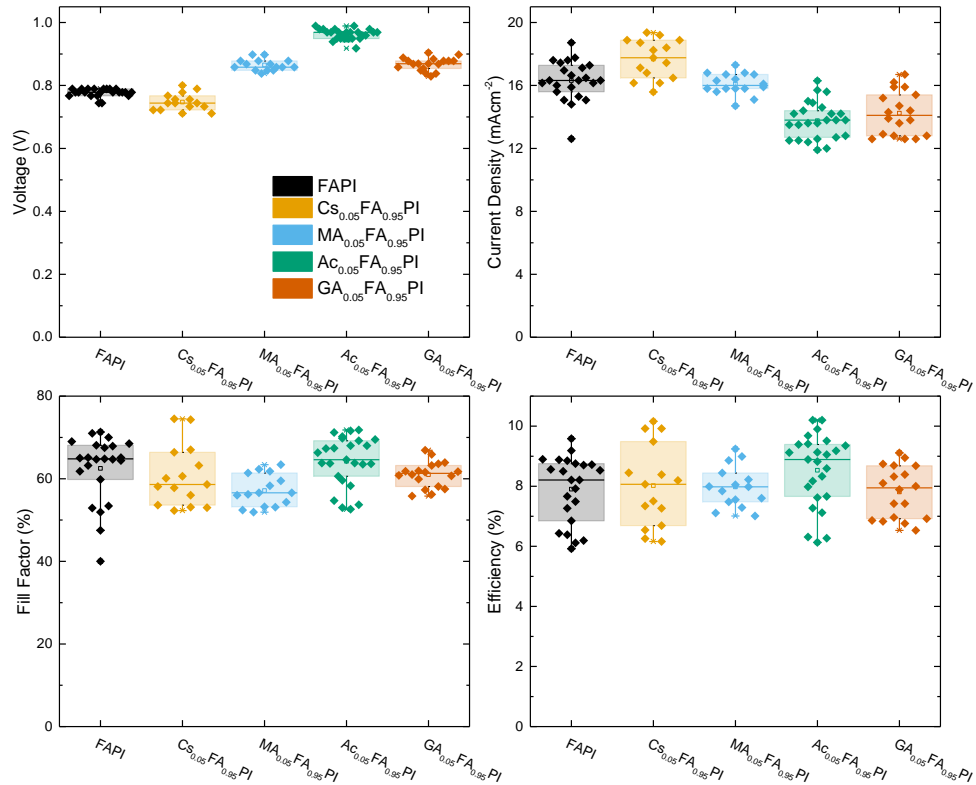 Voltage (V)
1.0
0.8
0.6
0.4
0.2
0.0
FAPI
Cs0.05FA0.95PI
MA0.05FA0.95PI
Ac0.05FA0.95PI
GA0.05FA0.95PI
FAPI
Cs0.05FA0.95PI
MA0.05FA0.95PI
Ac0.05FA0.95PI
GA0.05FA0.95PI
Current Density (mAcm-2)
20
16
12
8
4
0
FAPI
Cs0.05FA0.95PI
MA0.05FA0.95PI
Ac0.05FA0.95PI
GA0.05FA0.95PI
Fill Factor (%)
80
60
40
20
0
FAPI
Cs0.05FA0.95PI
MA0.05FA0.95PI
Ac0.05FA0.95PI
GA0.05FA0.95PI
Efficiency (%)
10
8
6
4
2
0
FAPI
Cs0.05FA0.95PI
MA0.05FA0.95PI
Ac0.05FA0.95PI
GA0.05FA0.95PI